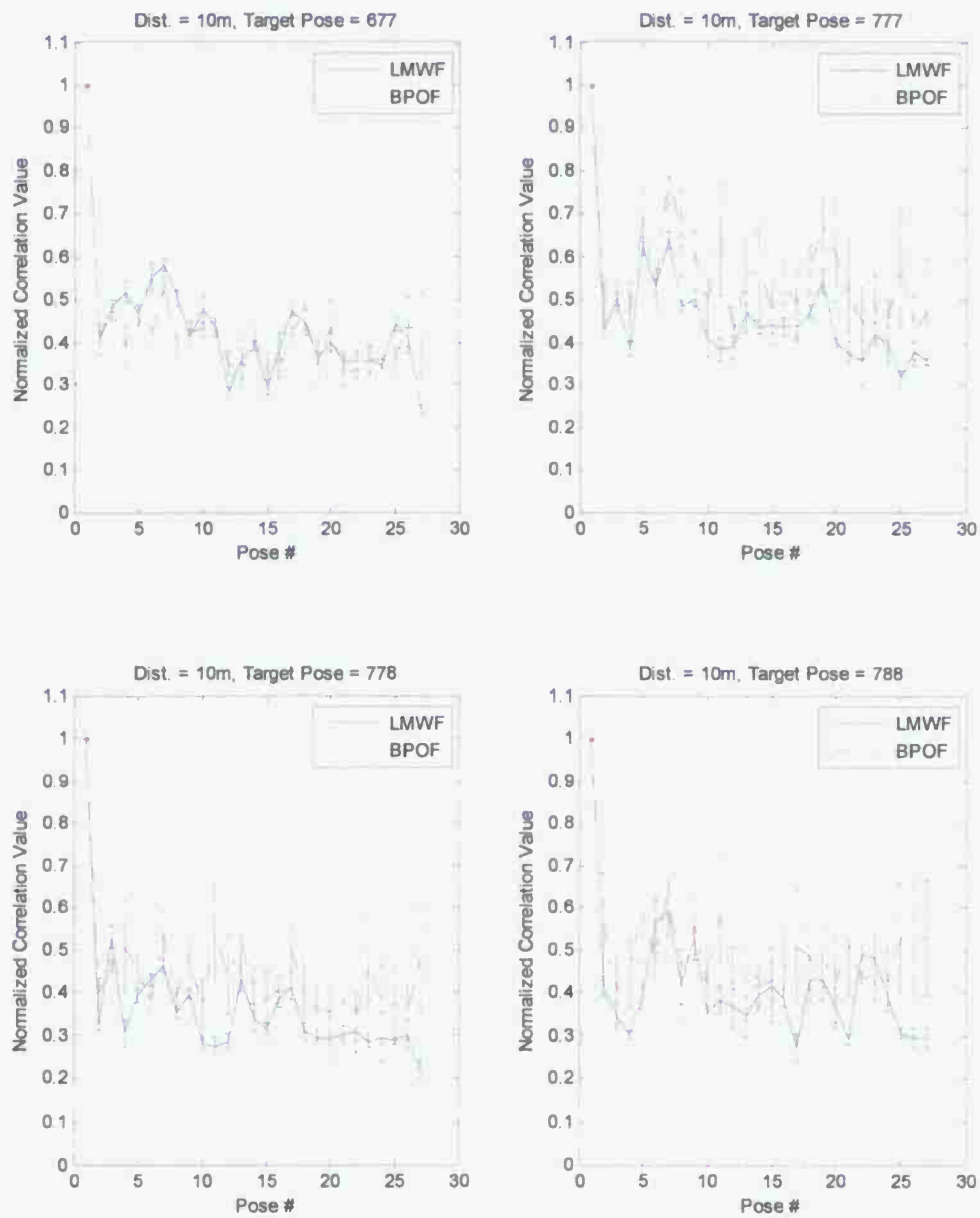 Dist. = 10m, Target Pose = 677
1.1
1
0.9
0.8
0.7
0.6
0.5
0.4
0.3
0.2
0.1
0
Normalized Correlation Value
LMWF
BPOF
0 5 10 15 20 25 30
Pose #
Dist. = 10m, Target Pose = 777
1.1
1
0.9
0.8
0.7
0.6
0.5
0.4
0.3
0.2
0.1
0
Normalized Correlation Value
LMWF
BPOF
0 5 10 15 20 25 30
Pose #
Dist. = 10m, Target Pose = 778
1.1
1
0.9
0.8
0.7
0.6
0.5
0.4
0.3
0.2
0.1
0
Normalized Correlation Value
LMWF
BPOF
0 5 10 15 20 25 30
Pose #
Dist. = 10m, Target Pose = 788
1.1
1
0.9
0.8
0.7
0.6
0.5
0.4
0.3
0.2
0.1
0
Normalized Correlation Value
LMWF
BPOF
0 5 10 15 20 25 30
Pose #